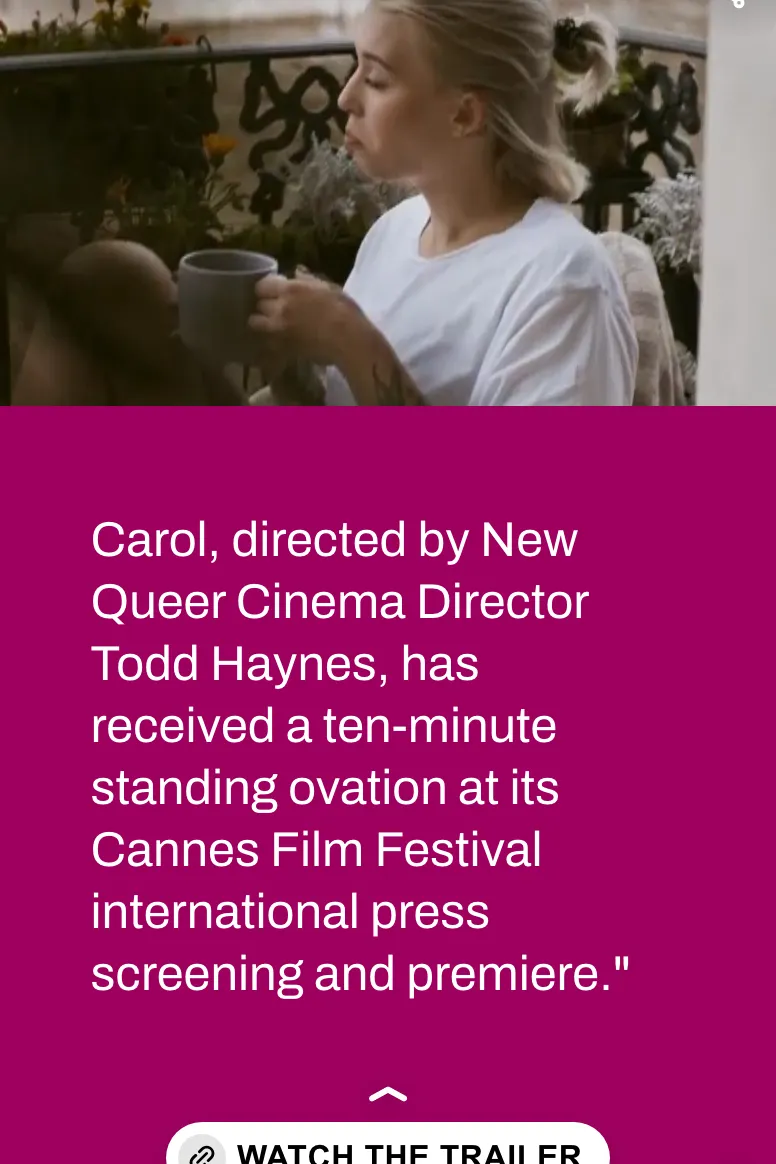 Carol, directed by New
Queer Cinema Director
Todd Haynes, has
received a ten-minute
standing ovation at its
Cannes Film Festival
international press
screening and premiere."
WATCH THE TRAILER